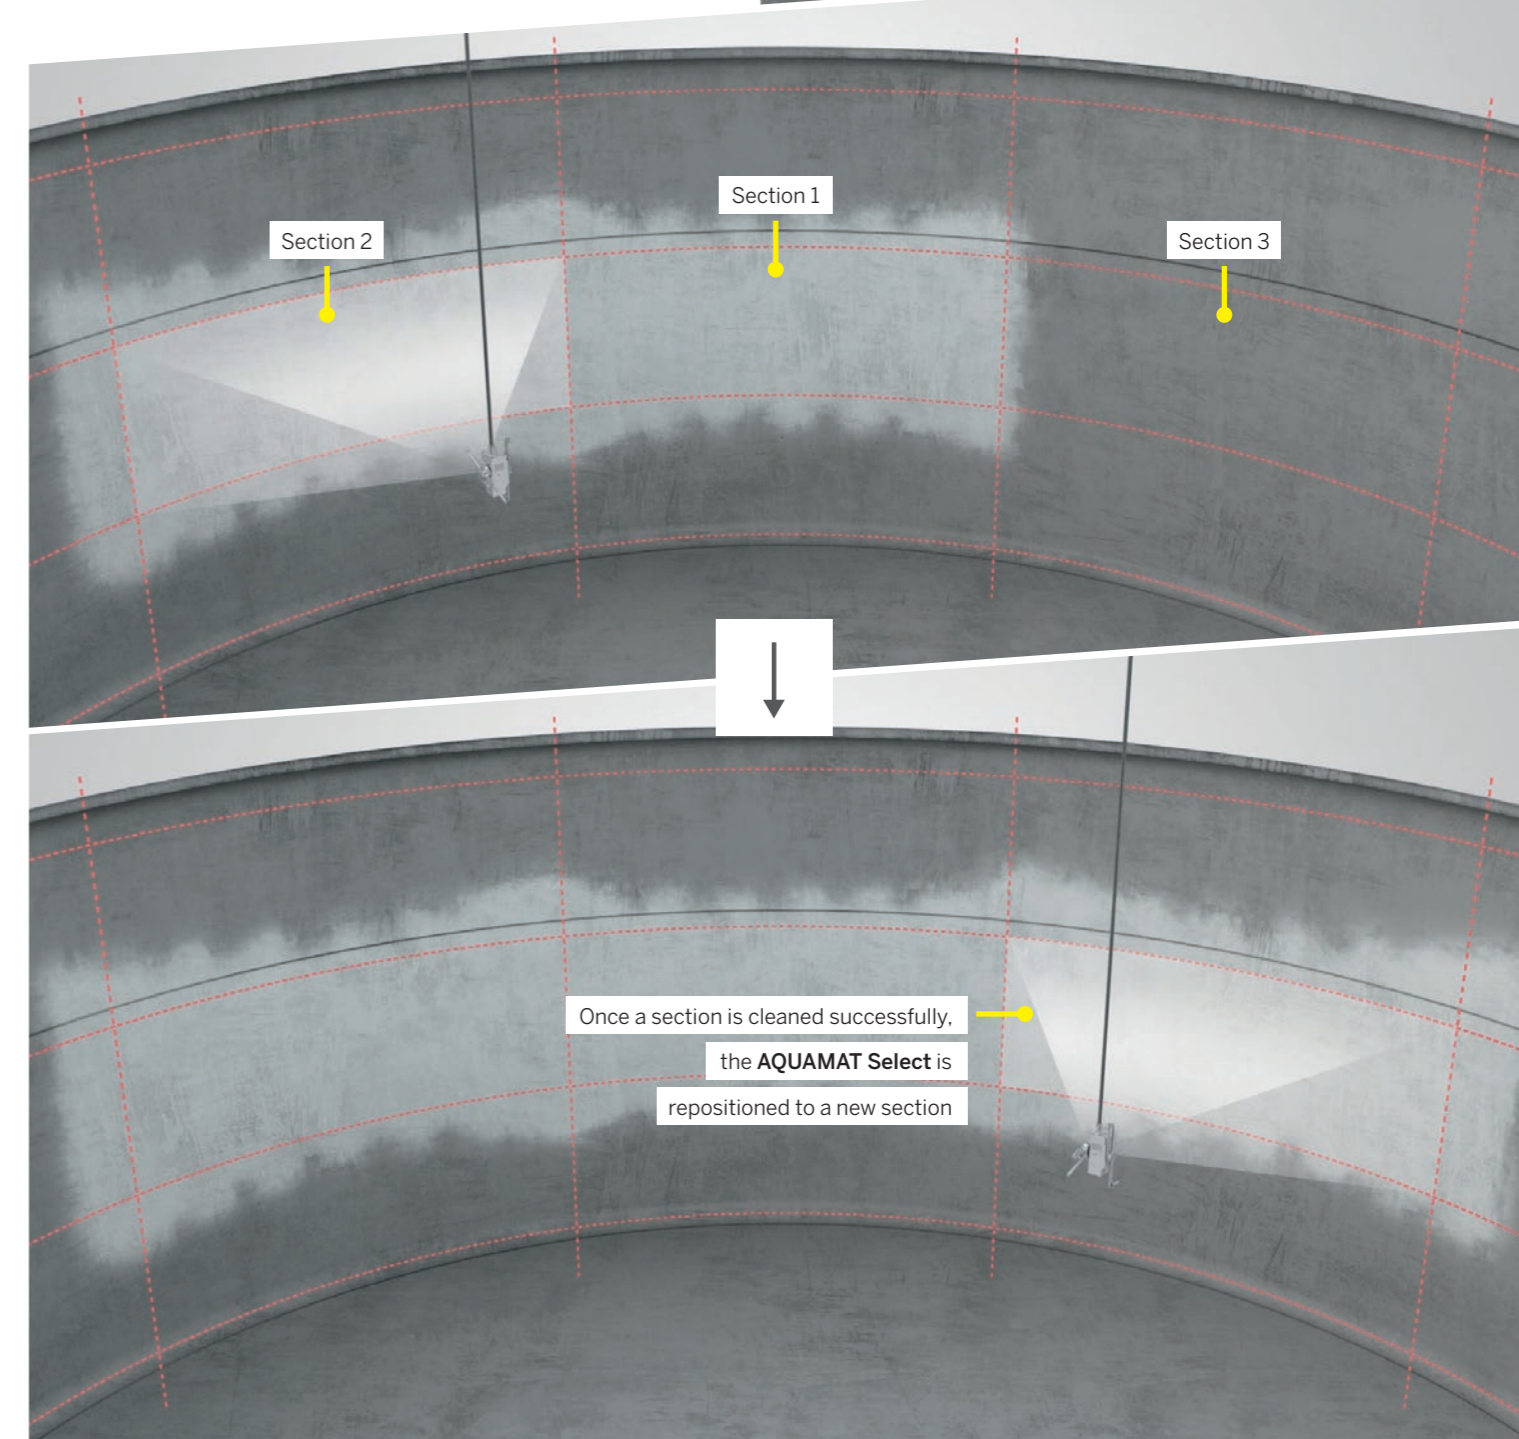 Section 1
Section 2
Section 3
Once a section is cleaned successfully,
the AQUAMAT Select is
repositioned to a new section